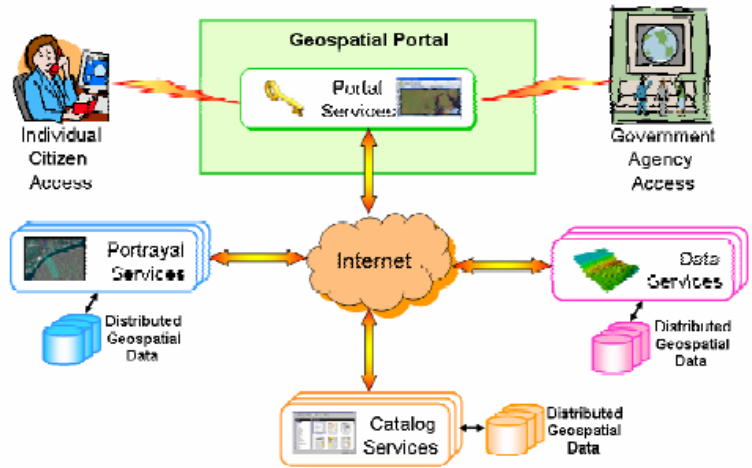 Geospatial Portal
Portal
Services
Individual
Citizen
Access
Government
Agency
Access
Portrayal
Services
Internet
Data
Services
Distributed
Geospatial
Data
Distributed
Geospatial
Data
Catalog
Services
Distributed
Geospatial
Data